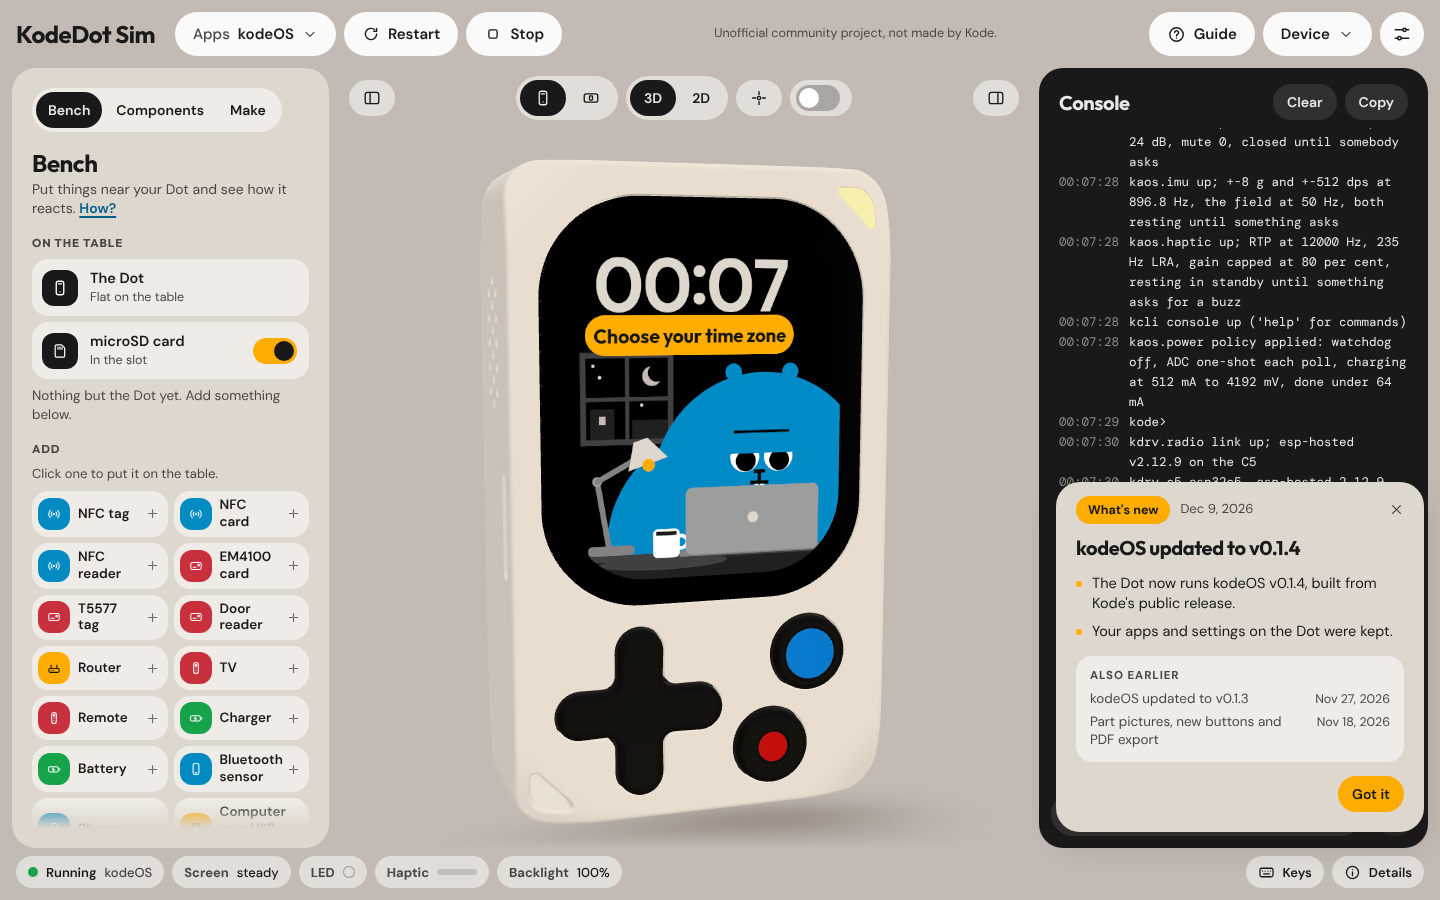 KodeDot Sim
Apps kodeOS
Restart
Stop
Unofficial community project, not made by Kode.
Guide
Device
Bench
Components
Make
Bench
Put things near your Dot and see how it
reacts. How?
ON THE TABLE
The Dot
Flat on the table
microSD card
In the slot
Nothing but the Dot yet. Add something
below.
ADD
Click one to put it on the table.
NFC tag
NFC
card
NFC
reader
EM4100
card
T5577
tag
Door
reader
Router
TV
Remote
Charger
Battery
Bluetooth
sensor
Computer
3D
2D
00:07
Choose your time zone
Console
Clear
Copy
24 dB, mute 0, closed until somebody
asks
00:07:28 kaos.imu up; +-8 g and +-512 dps at
896.8 Hz, the field at 50 Hz, both
resting until something asks
00:07:28 kaos.haptic up; RTP at 12000 Hz, 235
Hz LRA, gain capped at 80 per cent,
resting in standby until something
asks for a buzz
00:07:28 kcli console up ('help' for commands)
00:07:28 kaos.power policy applied: watchdog
off, ADC one-shot each poll, charging
at 512 mA to 4192 mV, done under 64
mA
00:07:29 kode>
00:07:30 kdrv.radio link up; esp-hosted
v2.12.9 on the C5
What's new
Dec 9, 2026
kodeOS updated to v0.1.4
The Dot now runs kodeOS v0.1.4, built from
Kode's public release.
Your apps and settings on the Dot were kept.
ALSO EARLIER
kodeOS updated to v0.1.3 Nov 27, 2026
Part pictures, new buttons and Nov 18, 2026
PDF export
Got it
Running kodeOS
Screen steady
LED
Haptic
Backlight 100%
Keys
Details